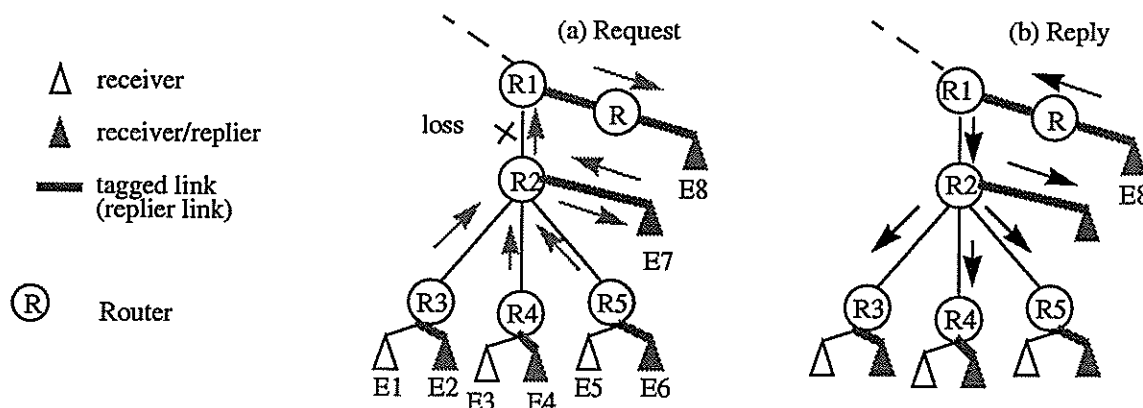 receiver
receiver/replier
tagged link
(replier link)
R
Router
(a) Request
R1
R
loss
E8
R2
E7
R3
R4
R5
E1
E2
E3
E4
E5
E6
(b) Reply
R1
R
R2
E8
R3
R4
R5